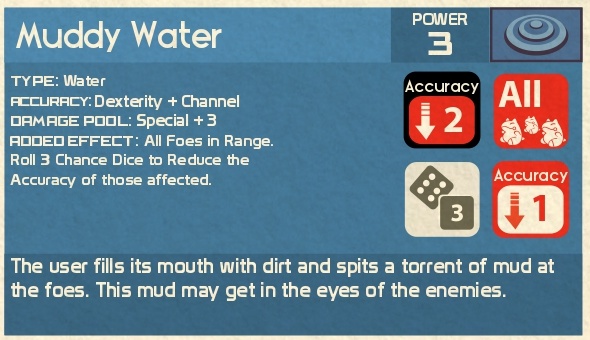 Muddy Water
POWER
3
TYPE: Water
ACCURACY: Dexterity + Channel
DAMAGE POOL: Special + 3
ADDED EFFECT: All Foes in Range.
Roll 3 Chance Dice to Reduce the
Accuracy of those affected.
Accuracy
2
All
3
Accuracy
1
The user fills its mouth with dirt and spits a torrent of mud at
the foes. This mud may get in the eyes of the enemies.